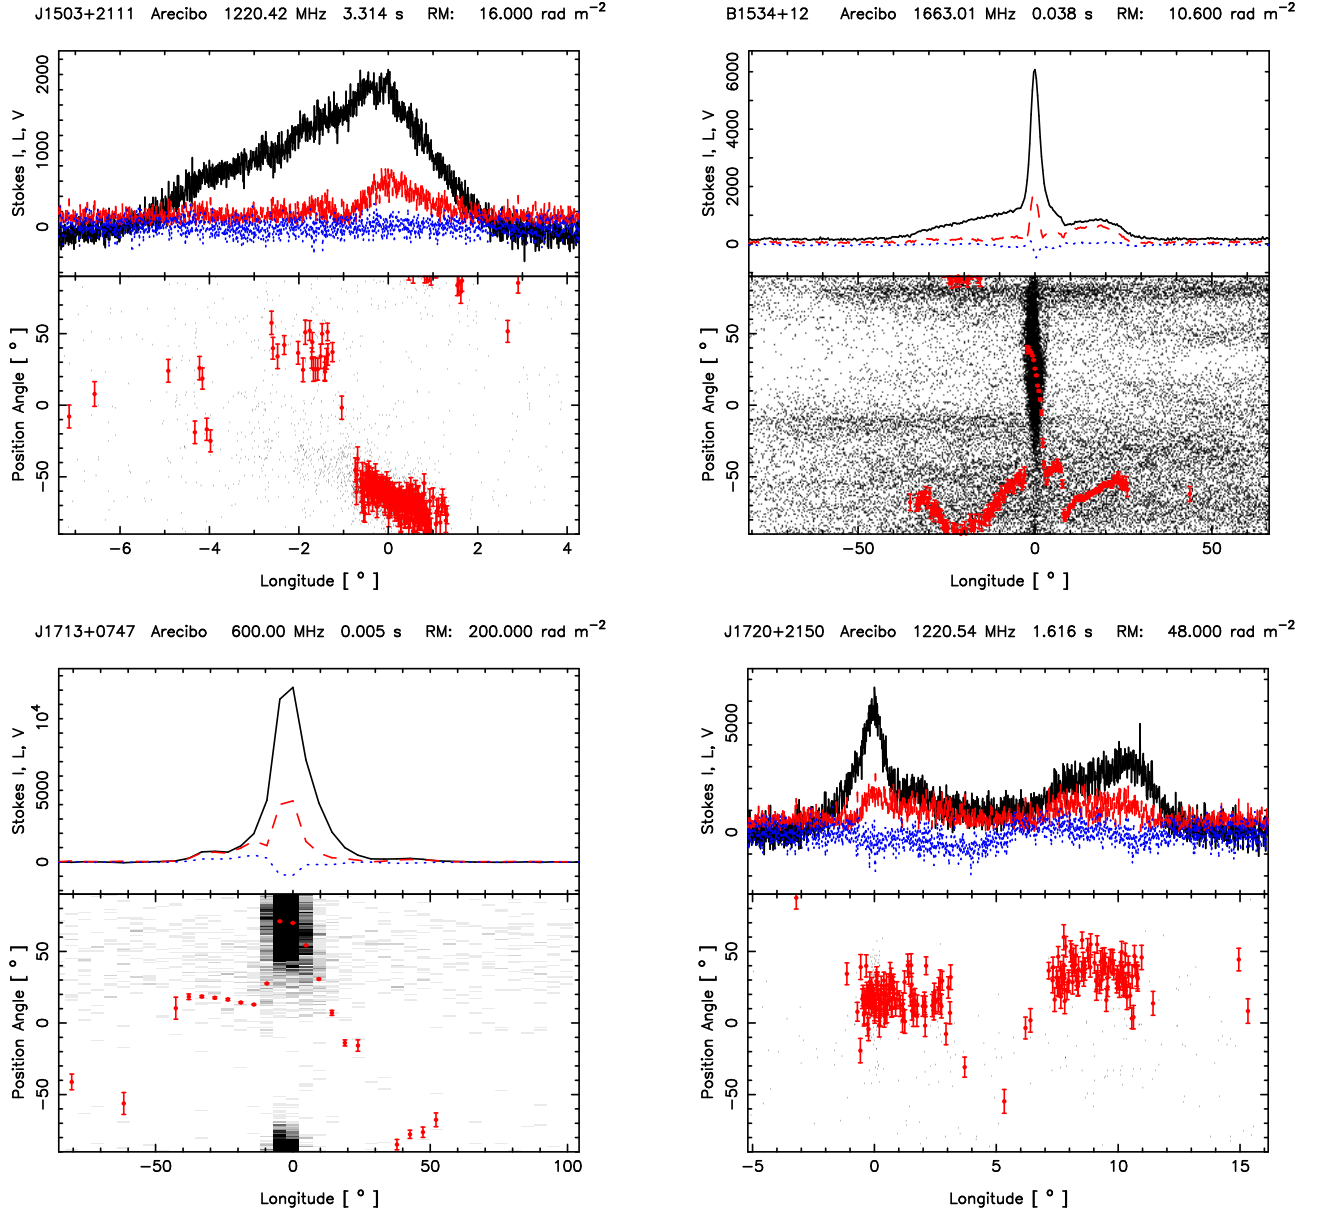 J1503+2111 Arecibo 1220.42 MHz 3.314 s RM: 16.000 rad m−2
Stokes I, L, V
0 1000 2000
Position Angle [ ° ]
−50 0 50
−6 −4 −2 0 2 4
Longitude [ ° ]
B1534+12 Arecibo 1663.01 MHz 0.038 s RM: 10.600 rad m−2
Stokes I, L, V
0 2000 4000 6000
Position Angle [ ° ]
−50 0 50
−50 0 50
Longitude [ ° ]
J1713+0747 Arecibo 600.00 MHz 0.005 s RM: 200.000 rad m−2
Stokes I, L, V
0 5000 10^4
Position Angle [ ° ]
−50 0 50
−50 0 50 100
Longitude [ ° ]
J1720+2150 Arecibo 1220.54 MHz 1.616 s RM: 48.000 rad m−2
Stokes I, L, V
0 5000
Position Angle [ ° ]
−50 0 50
−5 0 5 10 15
Longitude [ ° ]